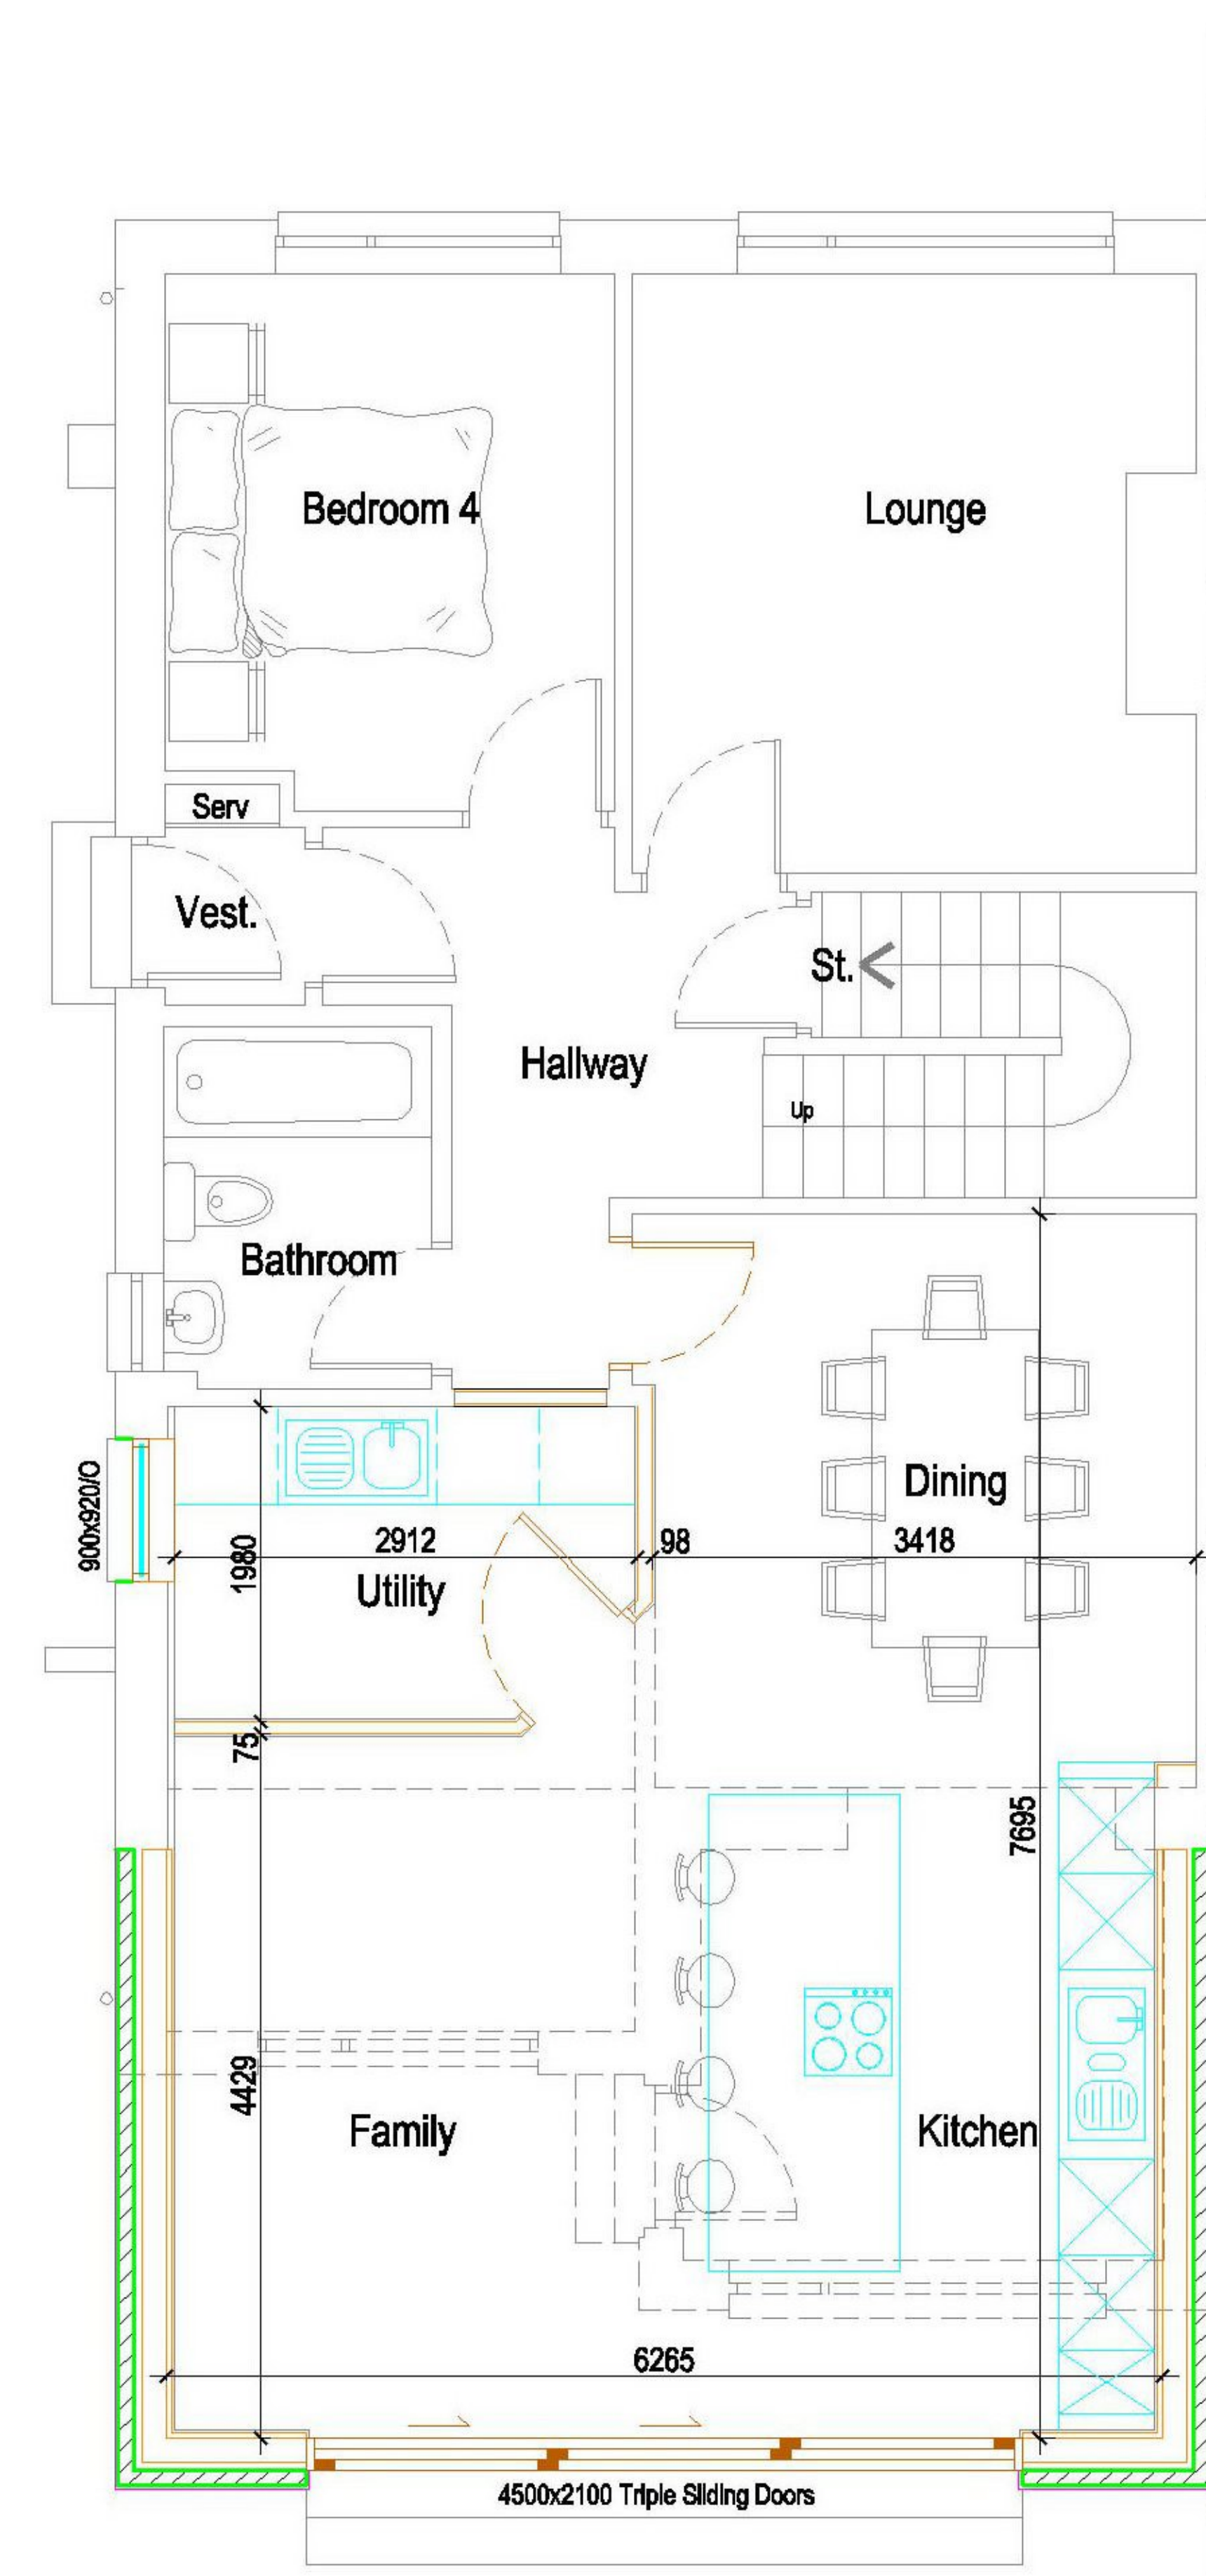 Bedroom 4
Lounge
Serv
Vest.
St.
Hallway
Up
Bathroom
900x920/O
Dining
2912
98
3418
1980
Utility
75
7695
4429
Family
Kitchen
6265
4500x2100 Triple Sliding Doors